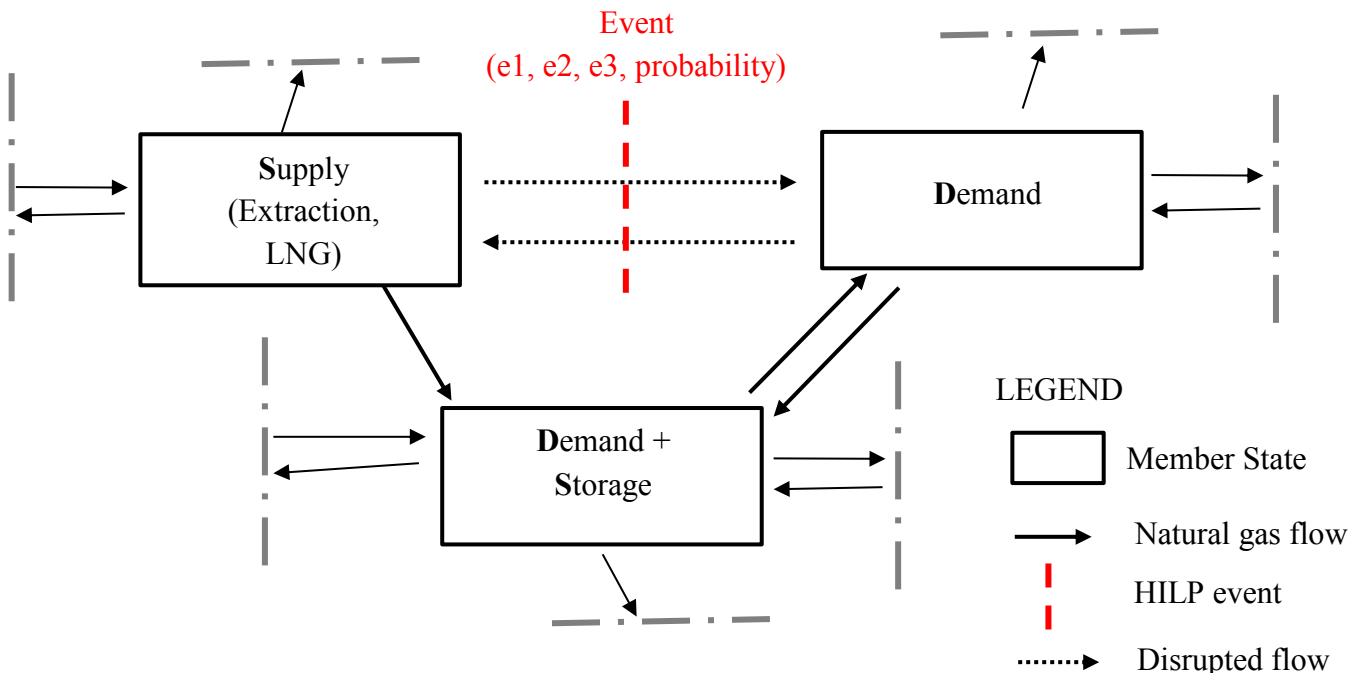 Event
(e1, e2, e3, probability)
Supply
(Extraction,
LNG)
Demand
Demand +
Storage
LEGEND
Member State
Natural gas flow
HILP event
Disrupted flow